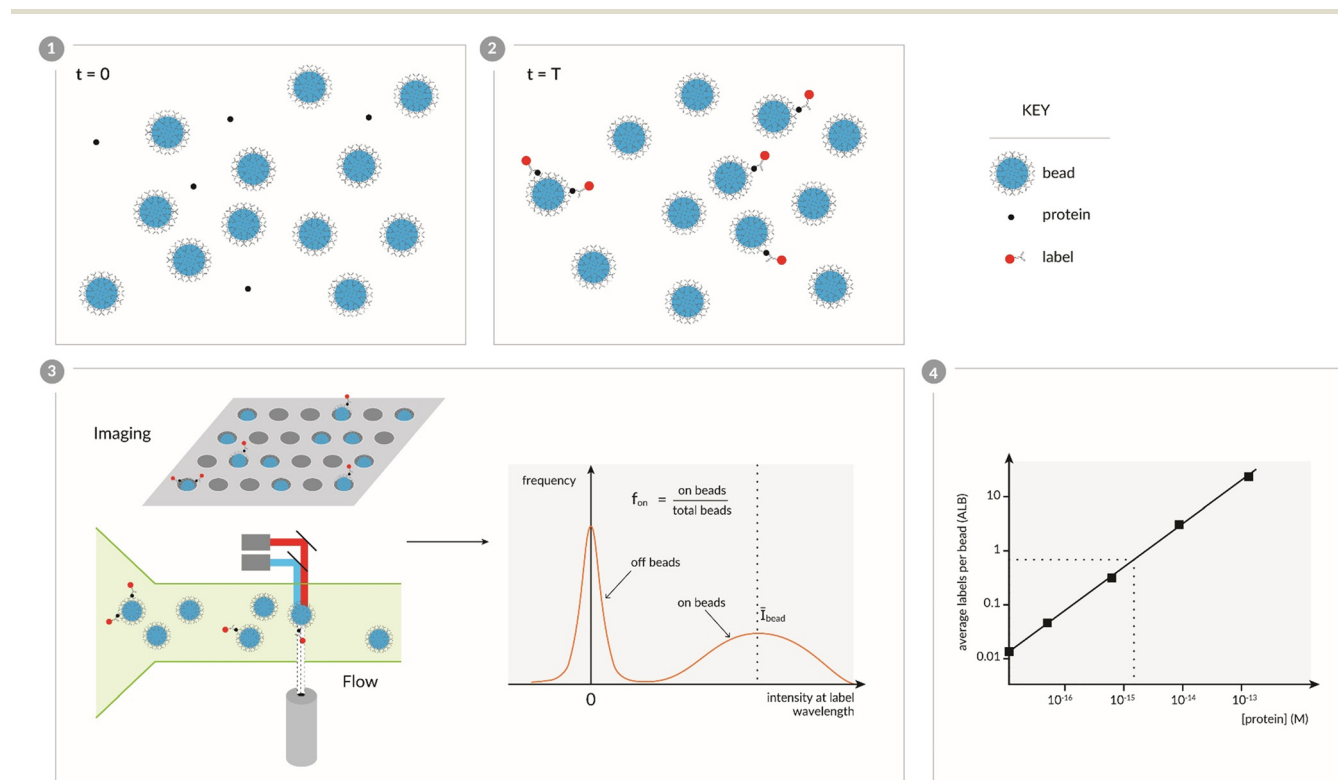 1
t = 0
2
t = T
KEY
bead
protein
label
3
Imaging
Flow
frequency
f_on = on beads
total beads
off beads
on beads
Ī_bead
0
intensity at label
wavelength
4
average labels per bead (ALB)
10
1
0.1
0.01
10⁻¹⁶
10⁻¹⁵
10⁻¹⁴
10⁻¹³
[protein] (M)